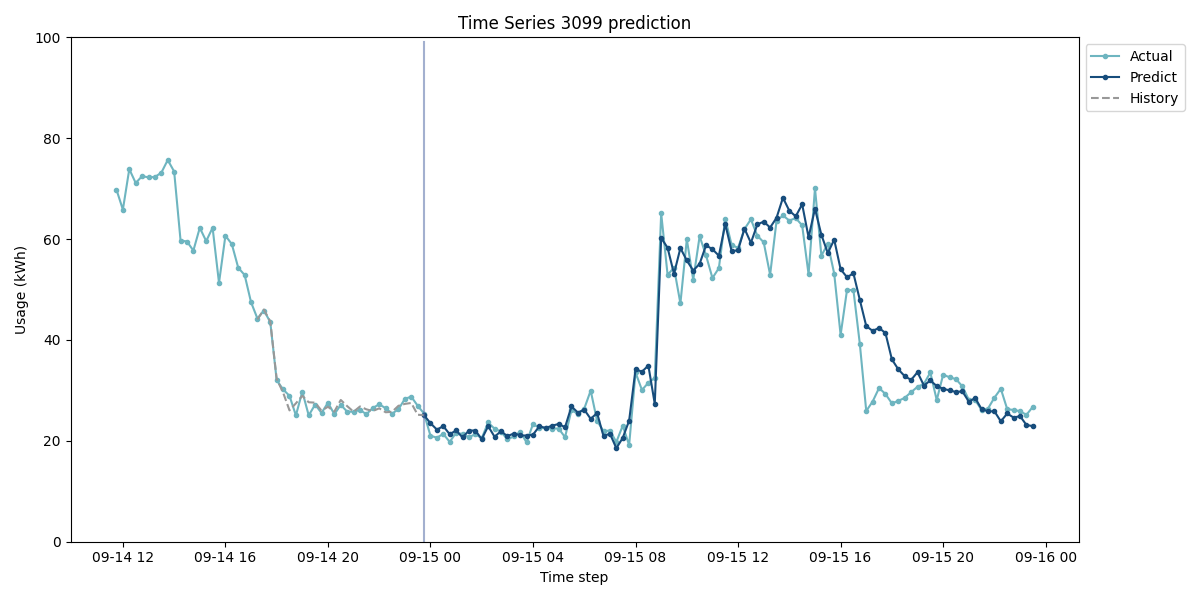 Time Series 3099 prediction
100
80
60
40
20
0
Usage (kWh)
09-14 12
09-14 16
09-14 20
09-15 00
09-15 04
09-15 08
09-15 12
09-15 16
09-15 20
09-16 00
Time step
Actual
Predict
History